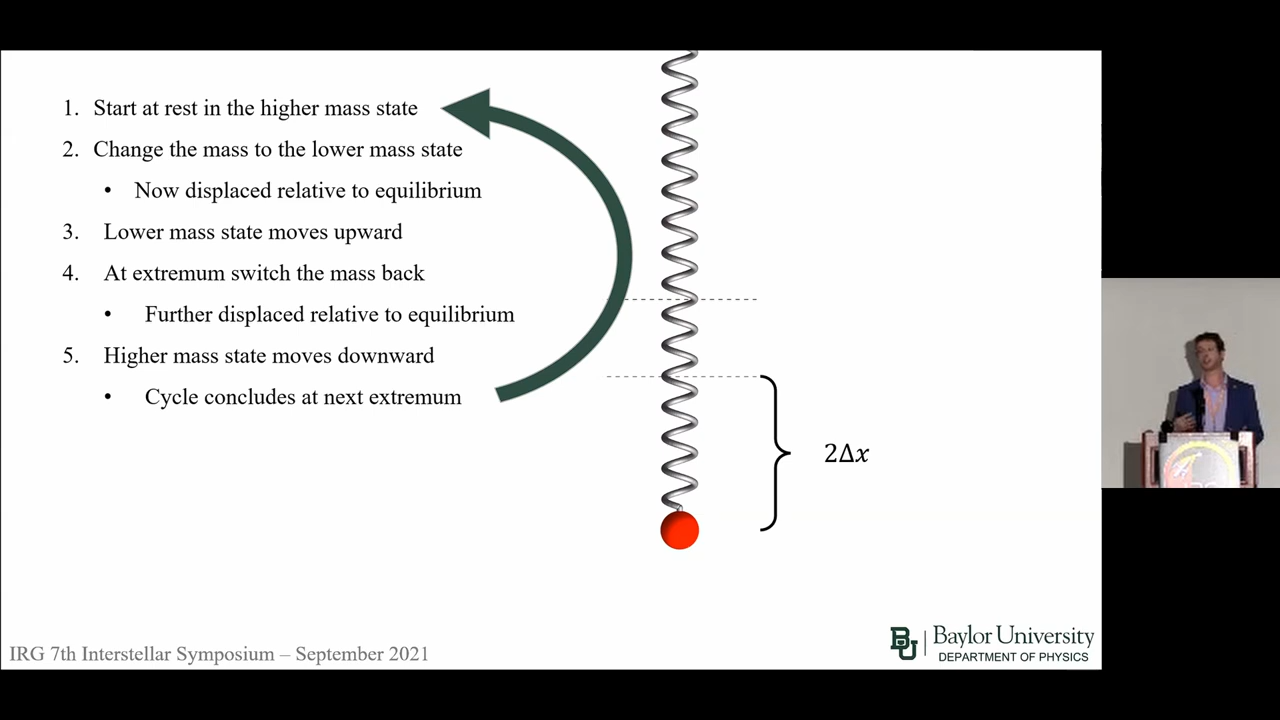 1. Start at rest in the higher mass state
2. Change the mass to the lower mass state
• Now displaced relative to equilibrium
3. Lower mass state moves upward
4. At extremum switch the mass back
• Further displaced relative to equilibrium
5. Higher mass state moves downward
• Cycle concludes at next extremum
2Δx
IRG 7th Interstellar Symposium – September 2021
BU
Baylor University
DEPARTMENT OF PHYSICS